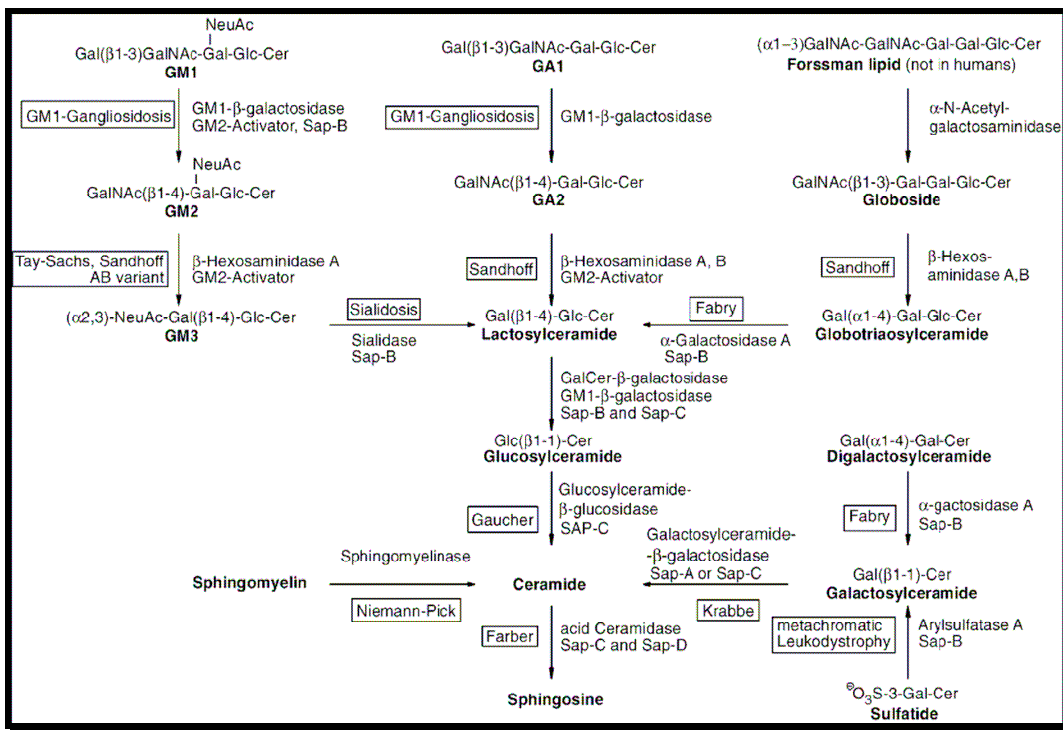 NeuAc
Gal(β1-3)GalNAc-Gal-Glc-Cer
GM1
Gal(β1-3)GalNAc-Gal-Glc-Cer
GA1
(α1-3)GalNAc-GalNAc-Gal-Gal-Glc-Cer
Forssman lipid (not in humans)
GM1-Gangliosidosis
GM1-β-galactosidase
GM2-Activator, Sap-B
GM1-Gangliosidosis
GM1-β-galactosidase
α-N-Acetyl-
galactosaminidase
NeuAc
GalNAc(β1-4)-Gal-Glc-Cer
GM2
GalNAc(β1-4)-Gal-Glc-Cer
GA2
GalNAc(β1-3)-Gal-Gal-Glc-Cer
Globoside
Tay-Sachs, Sandhoff
AB variant
β-Hexosaminidase A
GM2-Activator
Sandhoff
β-Hexosaminidase A, B
GM2-Activator
Sandhoff
β-Hexos-
aminidase A,B
(α2,3)-NeuAc-Gal(β1-4)-Glc-Cer
GM3
Sialidosis
Sialidase
Sap-B
Gal(β1-4)-Glc-Cer
Lactosylceramide
Fabry
α-Galactosidase A
Sap-B
Gal(α1-4)-Gal-Glc-Cer
Globotriaosylceramide
GalCer-β-galactosidase
GM1-β-galactosidase
Sap-B and Sap-C
Glc(β1-1)-Cer
Glucosylceramide
Gal(α1-4)-Gal-Cer
Digalactosylceramide
Gaucher
Glucosylceramide-
β-glucosidase
SAP-C
Fabry
α-gactosidase A
Sap-B
Sphingomyelin
Sphingomyelinase
Niemann-Pick
Ceramide
Galactosylceramide-
-β-galactosidase
Sap-A or Sap-C
Krabbe
Gal(β1-1)-Cer
Galactosylceramide
Farber
acid Ceramidase
Sap-C and Sap-D
metachromatic
Leukodystrophy
Arylsulfatase A
Sap-B
Sphingosine
⊖O3S-3-Gal-Cer
Sulfatide